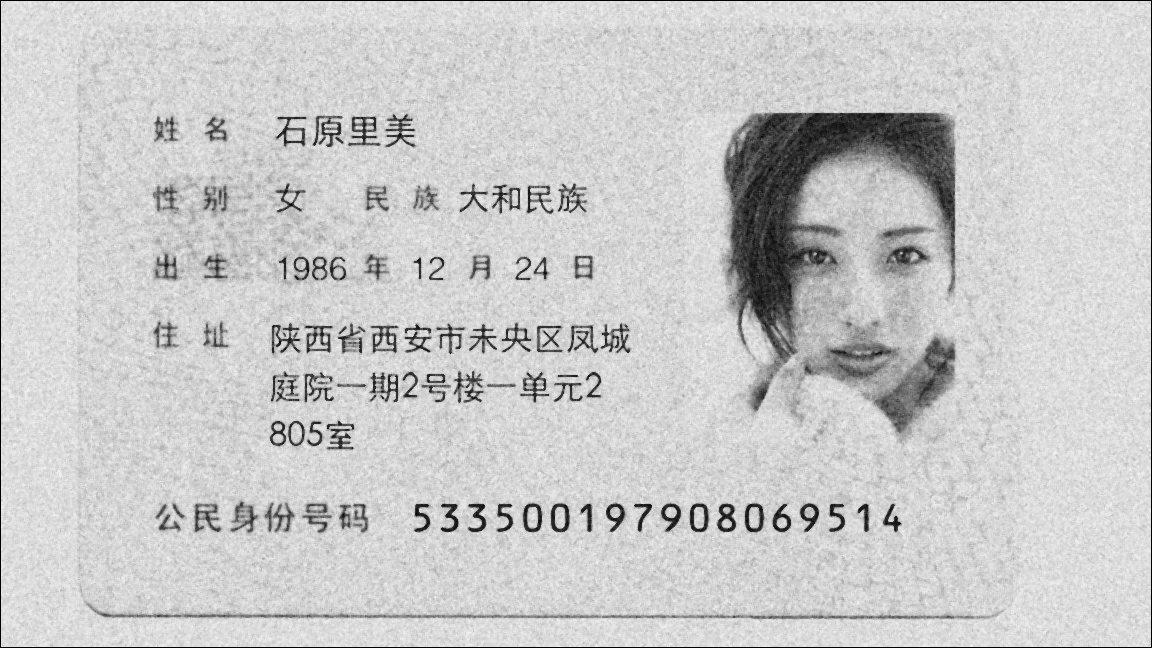 姓名 石原里美
性别 女 民族 大和民族
出生 1986 年 12 月 24 日
住址 陕西省西安市未央区凤城
庭院一期2号楼一单元2
805室
公民身份号码 533500197908069514